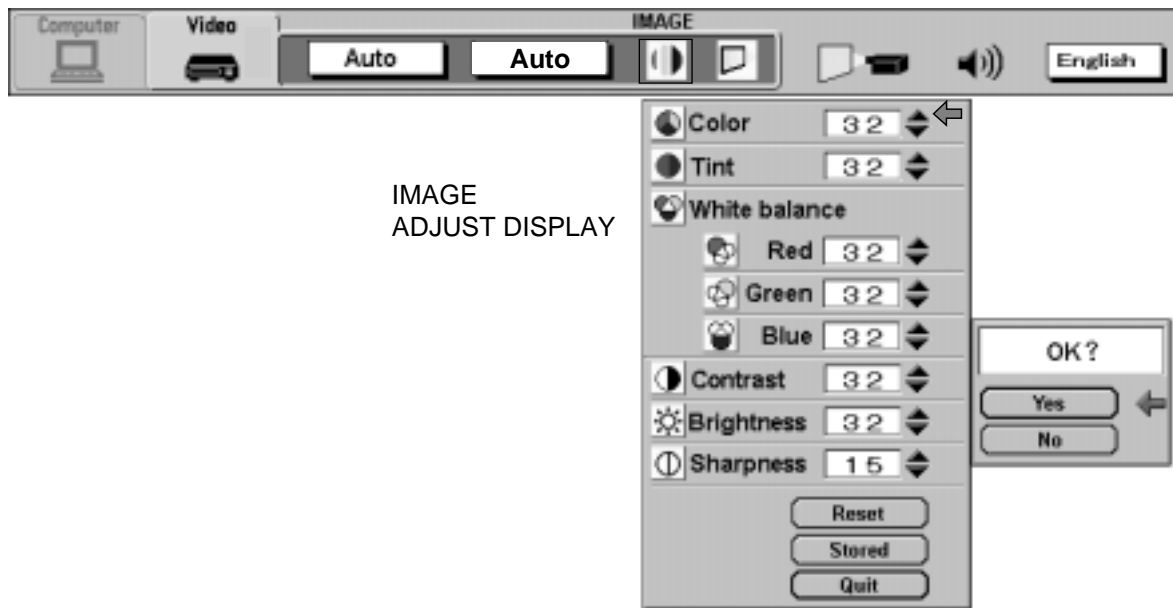 Computer Video IMAGE
Auto Auto English
Color 32
Tint 32
IMAGE
ADJUST DISPLAY
White balance
Red 32
Green 32
Blue 32
OK?
Contrast 32
Yes
Brightness 32
No
Sharpness 15
Reset
Stored
Quit